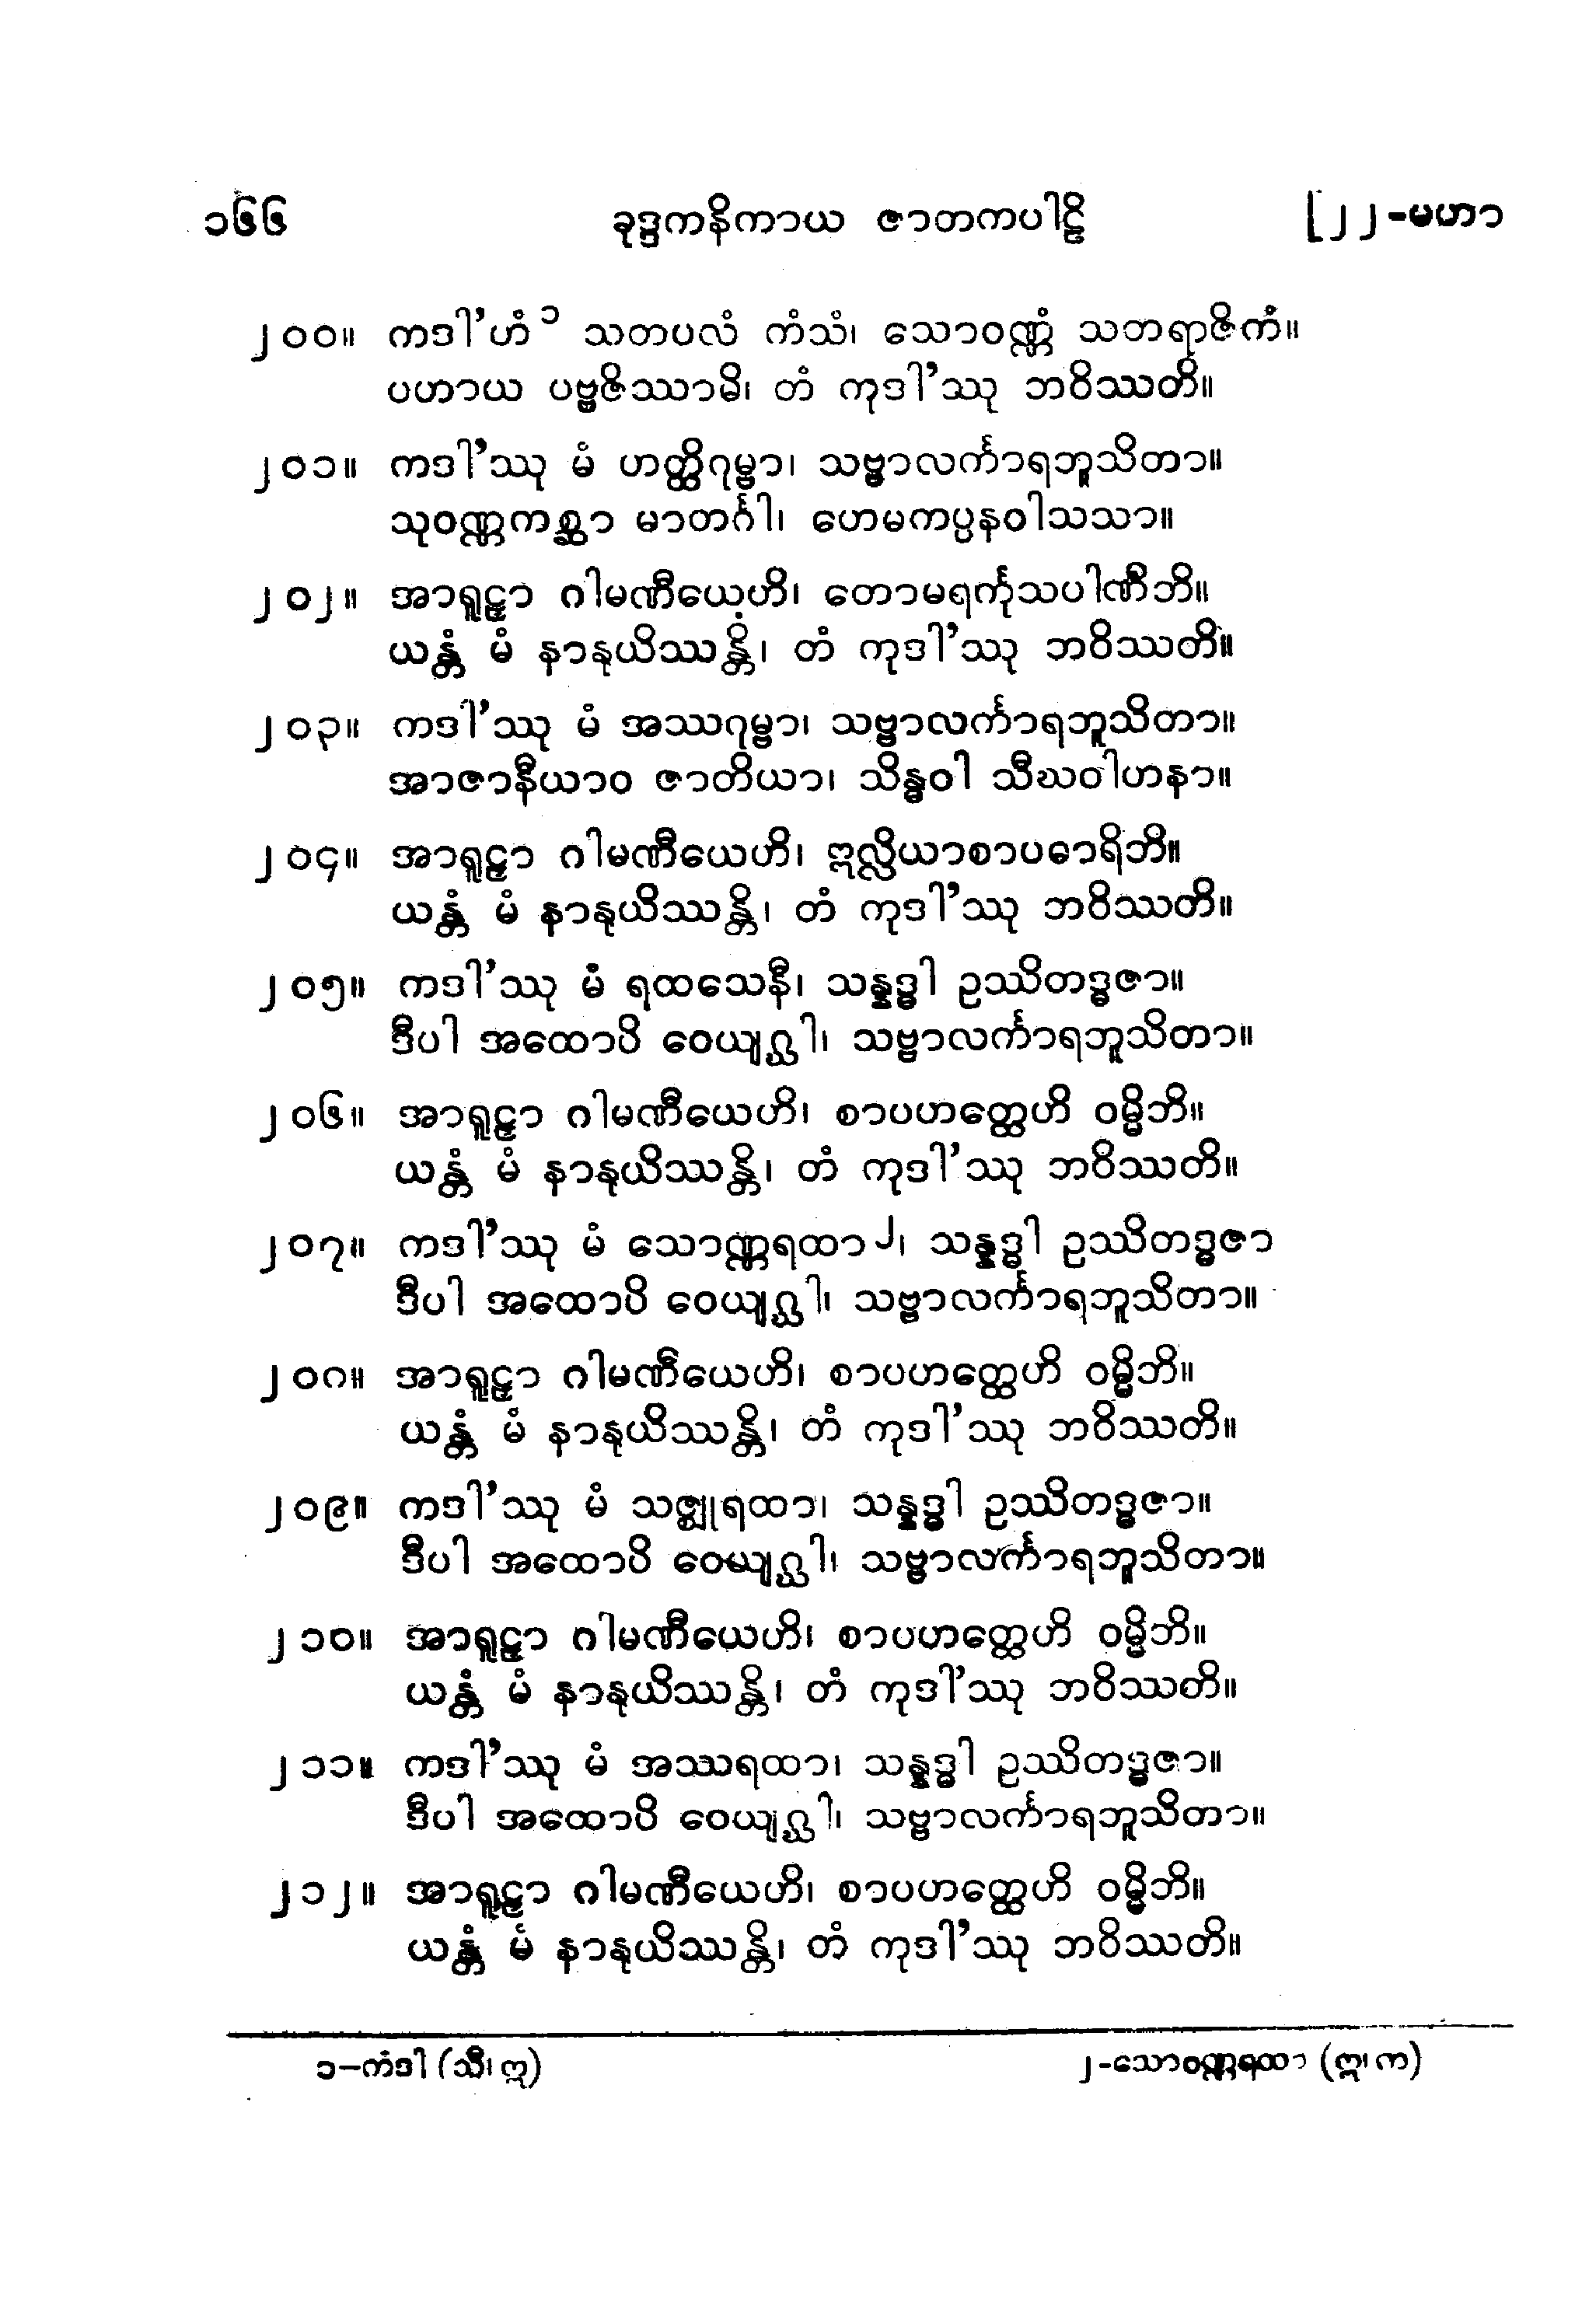 ၁၆၆ ခုဒ္ဒကနိကာယ ဇာတကပါဠိ [၂၂-မဟာ
၂၀၀။ ကဒါ’ဟံ ၁ သတပလံ ကံသံ၊ သောဝဏ္ဏံ သတရာဇိကံ။
ပဟာယ ပဗ္ဗဇိဿာမိ၊ တံ ကုဒါ’ဿု ဘဝိဿတိ။
၂၀၁။ ကဒါ’ဿု မံ ဟတ္ထိဂုမ္ဗာ၊ သဗ္ဗာလင်္ကာရဘူသိတာ။
သုဝဏ္ဏကစ္ဆာ မာတင်္ဂါ၊ ဟေမကပ္ပနဝါသသာ။
၂၀၂။ အာရူဠှာ ဂါမဏီယေဟိ၊ တောမရင်္ကုသပါဏီဘိ။
ယန္တံ မံ နာနုယိဿန္တိ၊ တံ ကုဒါ’ဿု ဘဝိဿတိ။
၂၀၃။ ကဒါ’ဿု မံ အဿဂုမ္ဗာ၊ သဗ္ဗာလင်္ကာရဘူသိတာ။
အာဇာနီယာဝ ဇာတိယာ၊ သိန္ဓဝါ သီဃဝါဟနာ။
၂၀၄။ အာရူဠှာ ဂါမဏီယေဟိ၊ ဣလ္လိယာစာပဓာရိဘိ။
ယန္တံ မံ နာနုယိဿန္တိ၊ တံ ကုဒါ’ဿု ဘဝိဿတိ။
၂၀၅။ ကဒါ’ဿု မံ ရထသေနီ၊ သန္နဒ္ဓါ ဥဿိတဒ္ဓဇာ။
ဒီပါ အထောပိ ဝေယျဂ္ဃါ၊ သဗ္ဗာလင်္ကာရဘူသိတာ။
၂၀၆။ အာရူဠှာ ဂါမဏီယေဟိ၊ စာပဟတ္ထေဟိ ဝမ္မိဘိ။
ယန္တံ မံ နာနုယိဿန္တိ၊ တံ ကုဒါ’ဿု ဘဝိဿတိ။
၂၀၇။ ကဒါ’ဿု မံ သောဏ္ဏရထာ ၂၊ သန္နဒ္ဓါ ဥဿိတဒ္ဓဇာ
ဒီပါ အထောပိ ဝေယျဂ္ဃါ၊ သဗ္ဗာလင်္ကာရဘူသိတာ။
၂၀၈။ အာရူဠှာ ဂါမဏီယေဟိ၊ စာပဟတ္ထေဟိ ဝမ္မိဘိ။
ယန္တံ မံ နာနုယိဿန္တိ၊ တံ ကုဒါ’ဿု ဘဝိဿတိ။
၂၀၉။ ကဒါ’ဿု မံ သဇ္ဈုရထာ၊ သန္နဒ္ဓါ ဥဿိတဒ္ဓဇာ။
ဒီပါ အထောပိ ဝေယျဂ္ဃါ၊ သဗ္ဗာလင်္ကာရဘူသိတာ။
၂၁၀။ အာရူဠှာ ဂါမဏီယေဟိ၊ စာပဟတ္ထေဟိ ဝမ္မိဘိ။
ယန္တံ မံ နာနုယိဿန္တိ၊ တံ ကုဒါ’ဿု ဘဝိဿတိ။
၂၁၁။ ကဒါ’ဿု မံ အဿရထာ၊ သန္နဒ္ဓါ ဥဿိတဒ္ဓဇာ။
ဒီပါ အထောပိ ဝေယျဂ္ဃါ၊ သဗ္ဗာလင်္ကာရဘူသိတာ။
၂၁၂။ အာရူဠှာ ဂါမဏီယေဟိ၊ စာပဟတ္ထေဟိ ဝမ္မိဘိ။
ယန္တံ မံ နာနုယိဿန္တိ၊ တံ ကုဒါ’ဿု ဘဝိဿတိ။
၁-ကံဒါ (သီ၊ ဣ) ၂-သောဝဏ္ဏရထာ (ဣ၊ က)